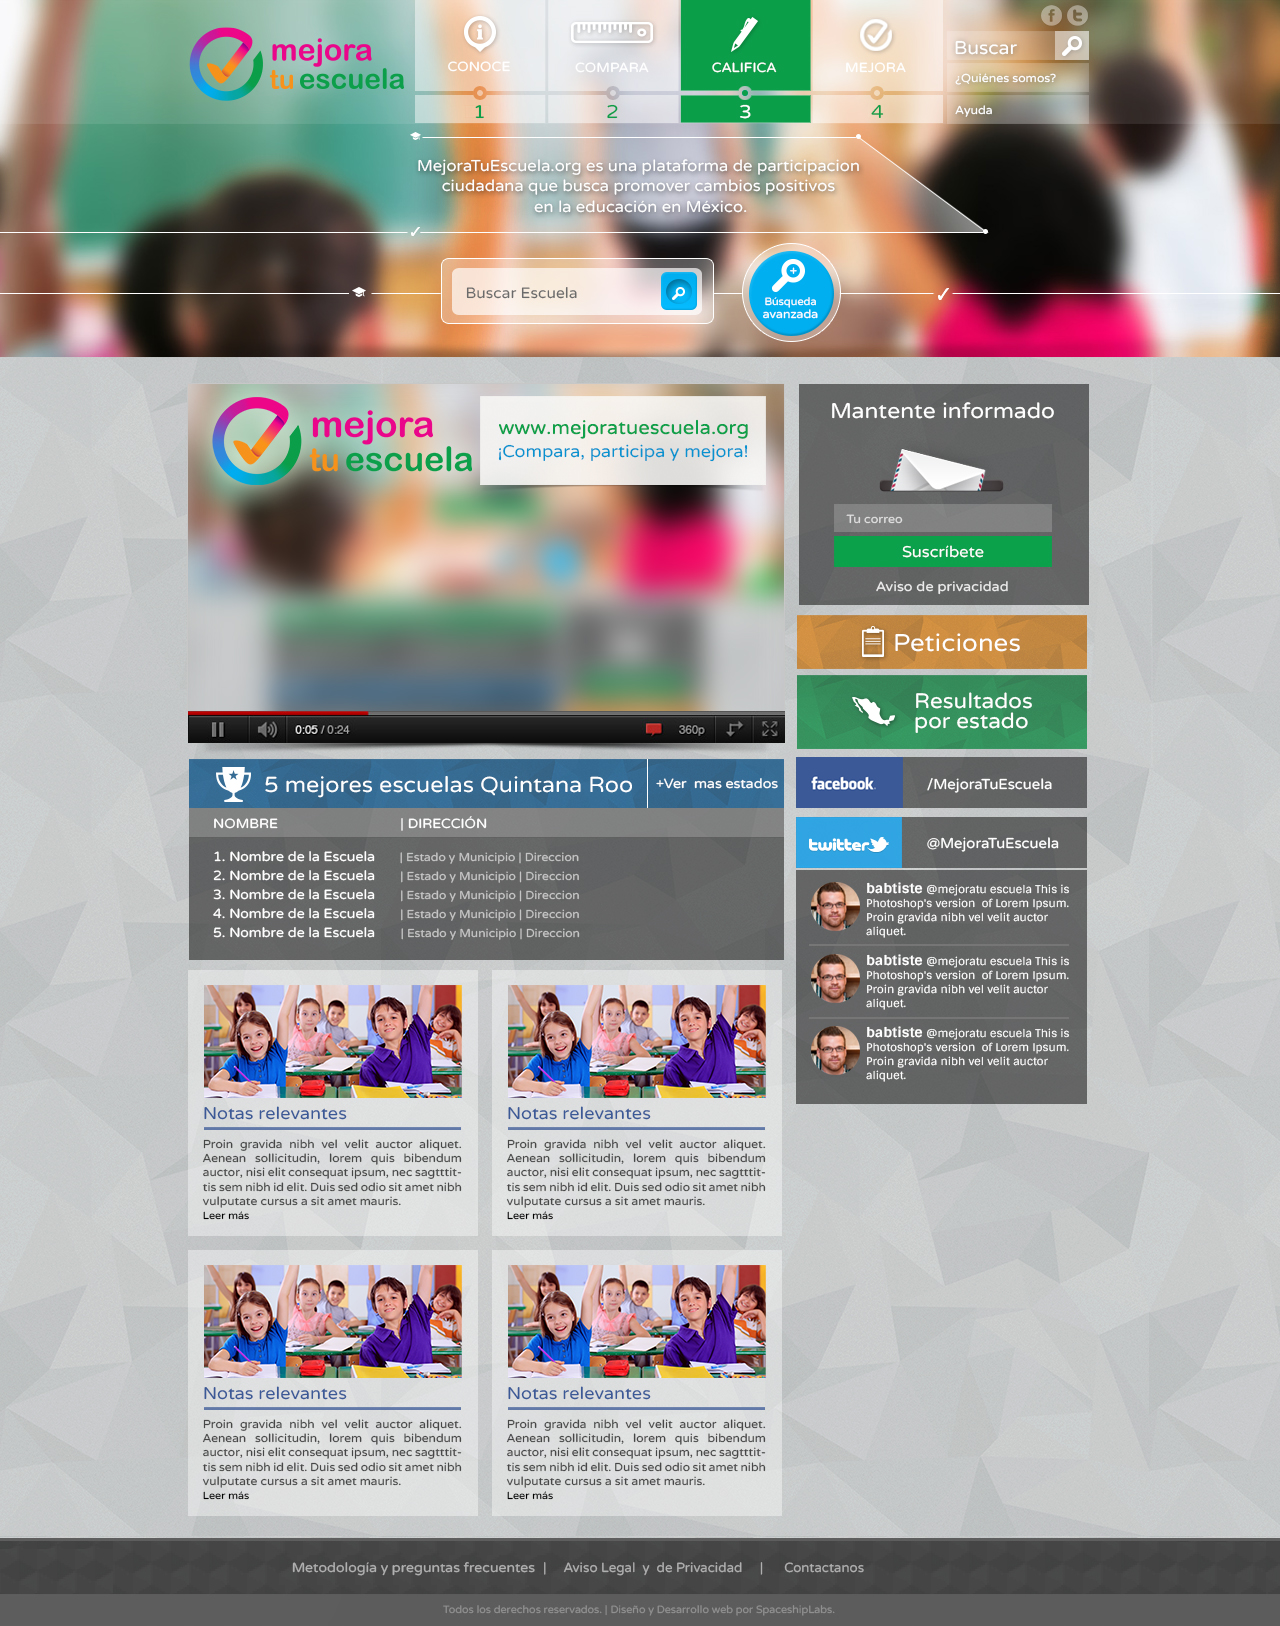 mejora
tu escuela
CONOCE
COMPARA
CALIFICA
MEJORA
1
2
3
4
Buscar
¿Quiénes somos?
Ayuda
MejoraTuEscuela.org es una plataforma de participacion
ciudadana que busca promover cambios positivos
en la educación en México.
Buscar Escuela
Búsqueda
avanzada
mejora
tu escuela
www.mejoratuescuela.org
¡Compara, participa y mejora!
0:05 / 0:24
360p
Mantente informado
Tu correo
Suscríbete
Aviso de privacidad
Peticiones
Resultados
por estado
facebook
/MejoraTuEscuela
twitter
@MejoraTuEscuela
babtiste @mejoratu escuela This is
Photoshop's version of Lorem Ipsum.
Proin gravida nibh vel velit auctor
aliquet.
babtiste @mejoratu escuela This is
Photoshop's version of Lorem Ipsum.
Proin gravida nibh vel velit auctor
aliquet.
babtiste @mejoratu escuela This is
Photoshop's version of Lorem Ipsum.
Proin gravida nibh vel velit auctor
aliquet.
5 mejores escuelas Quintana Roo
+Ver mas estados
NOMBRE | DIRECCIÓN
1. Nombre de la Escuela | Estado y Municipio | Direccion
2. Nombre de la Escuela | Estado y Municipio | Direccion
3. Nombre de la Escuela | Estado y Municipio | Direccion
4. Nombre de la Escuela | Estado y Municipio | Direccion
5. Nombre de la Escuela | Estado y Municipio | Direccion
Notas relevantes
Proin gravida nibh vel velit auctor aliquet.
Aenean sollicitudin, lorem quis bibendum
auctor, nisi elit consequat ipsum, nec sagtttit-
tis sem nibh id elit. Duis sed odio sit amet nibh
vulputate cursus a sit amet mauris.
Leer más
Notas relevantes
Proin gravida nibh vel velit auctor aliquet.
Aenean sollicitudin, lorem quis bibendum
auctor, nisi elit consequat ipsum, nec sagtttit-
tis sem nibh id elit. Duis sed odio sit amet nibh
vulputate cursus a sit amet mauris.
Leer más
Notas relevantes
Proin gravida nibh vel velit auctor aliquet.
Aenean sollicitudin, lorem quis bibendum
auctor, nisi elit consequat ipsum, nec sagtttit-
tis sem nibh id elit. Duis sed odio sit amet nibh
vulputate cursus a sit amet mauris.
Leer más
Notas relevantes
Proin gravida nibh vel velit auctor aliquet.
Aenean sollicitudin, lorem quis bibendum
auctor, nisi elit consequat ipsum, nec sagtttit-
tis sem nibh id elit. Duis sed odio sit amet nibh
vulputate cursus a sit amet mauris.
Leer más
Metodología y preguntas frecuentes | Aviso Legal y de Privacidad | Contactanos
Todos los derechos reservados. | Diseño y Desarrollo web por SpaceshipLabs.